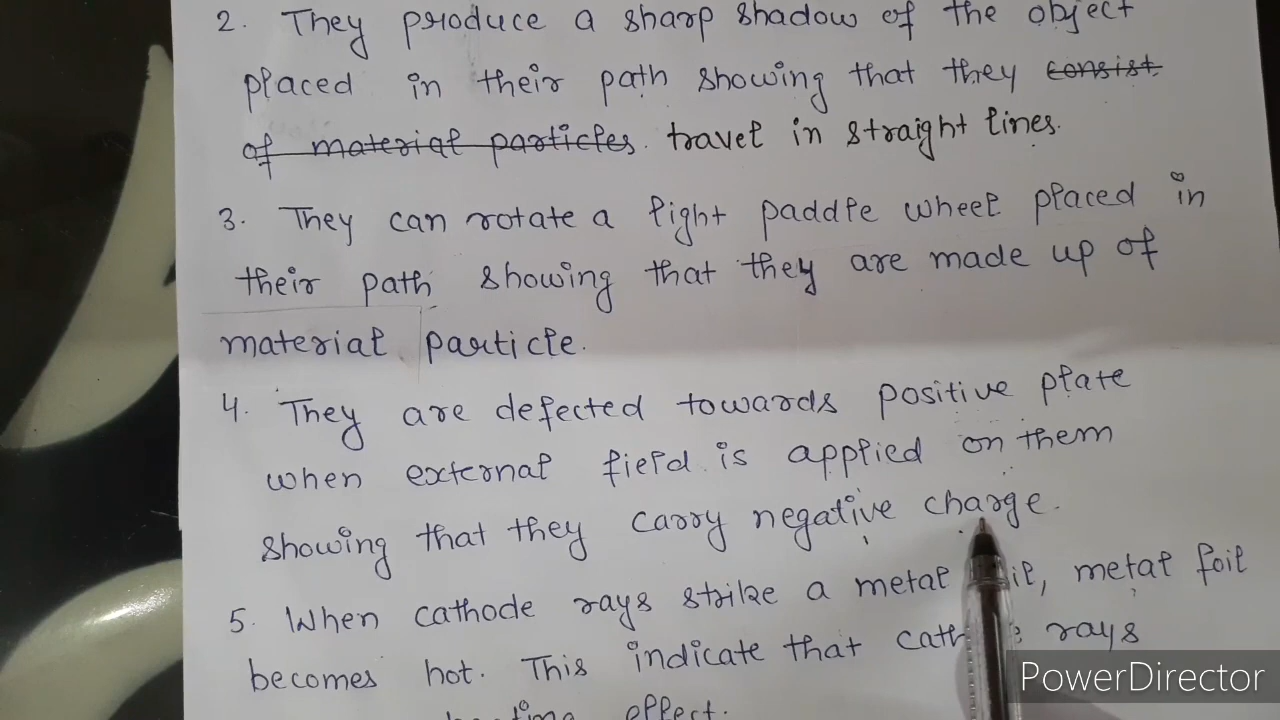 2. They produce a sharp shadow of the object
placed in their path showing that they consist
of material particles. travel in straight lines.
3. They can rotate a light paddle wheel placed in
their path showing that they are made up of
material particle.
4. They are defected towards positive plate
when external field is applied on them
showing that they carry negative charge.
5. When cathode rays strike a metal foil, metal foil
becomes hot. This indicate that cathode rays
heating effect.
PowerDirector